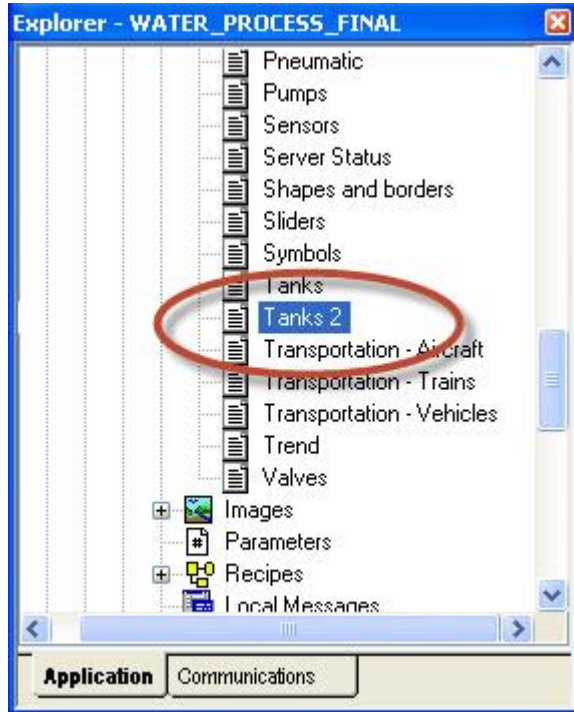 Explorer - WATER_PROCESS_FINAL
Pneumatic
Pumps
Sensors
Server Status
Shapes and borders
Sliders
Symbols
Tanks
Tanks 2
Transportation - Aircraft
Transportation - Trains
Transportation - Vehicles
Trend
Valves
Images
Parameters
Recipes
Local Messages
Application Communications